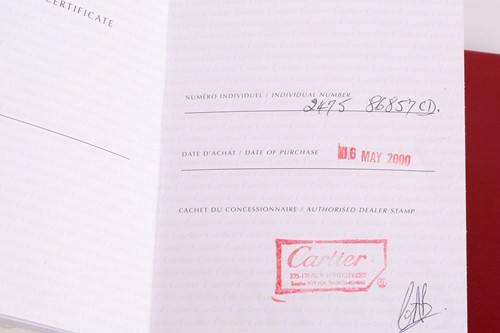 CERTIFICATE
NUMÉRO INDIVIDUEL / INDIVIDUAL NUMBER
2475 86857CD.
DATE D'ACHAT / DATE OF PURCHASE
16 MAY 2000
CACHET DU CONCESSIONNAIRE / AUTHORISED DEALER STAMP
Cartier